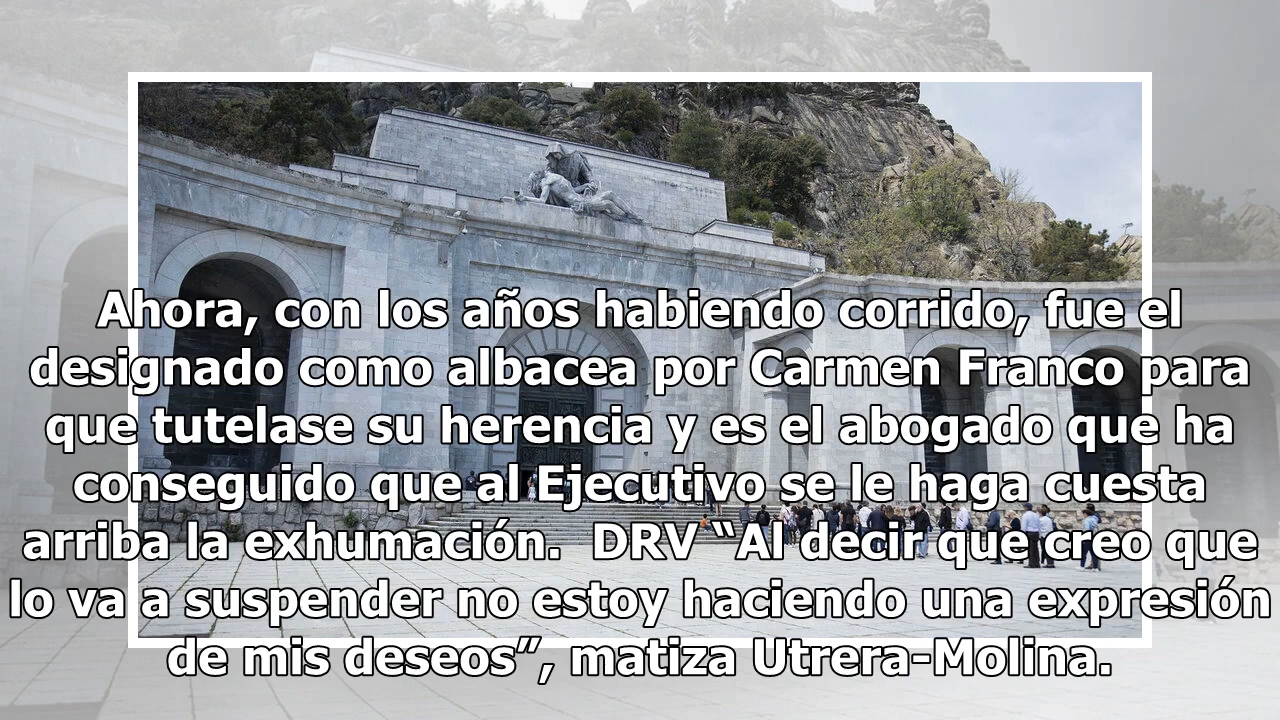 Ahora, con los años habiendo corrido, fue el
designado como albacea por Carmen Franco para
que tutelase su herencia y es el abogado que ha
conseguido que al Ejecutivo se le haga cuesta
arriba la exhumación.  DRV “Al decir que creo que
lo va a suspender no estoy haciendo una expresión
de mis deseos”, matiza Utrera-Molina.